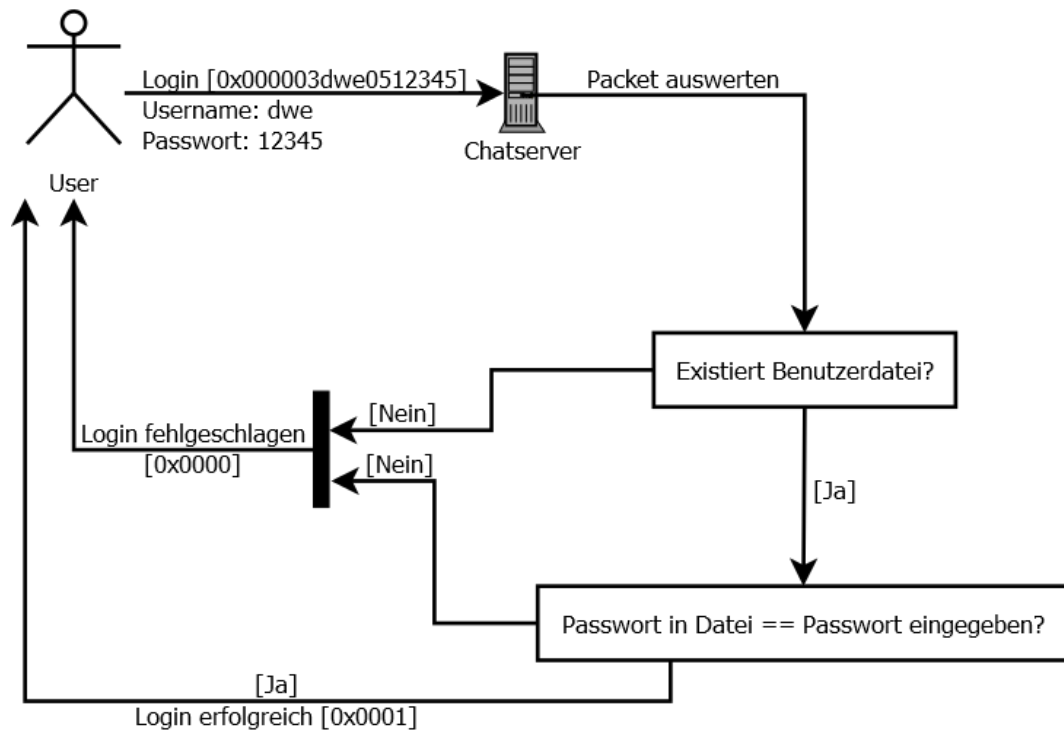 Login [0x000003dwe0512345]
Username: dwe
Passwort: 12345
User
Chatserver
Packet auswerten
Existiert Benutzerdatei?
[Nein]
Login fehlgeschlagen
[0x0000]
[Nein]
[Ja]
Passwort in Datei == Passwort eingegeben?
[Ja]
Login erfolgreich [0x0001]